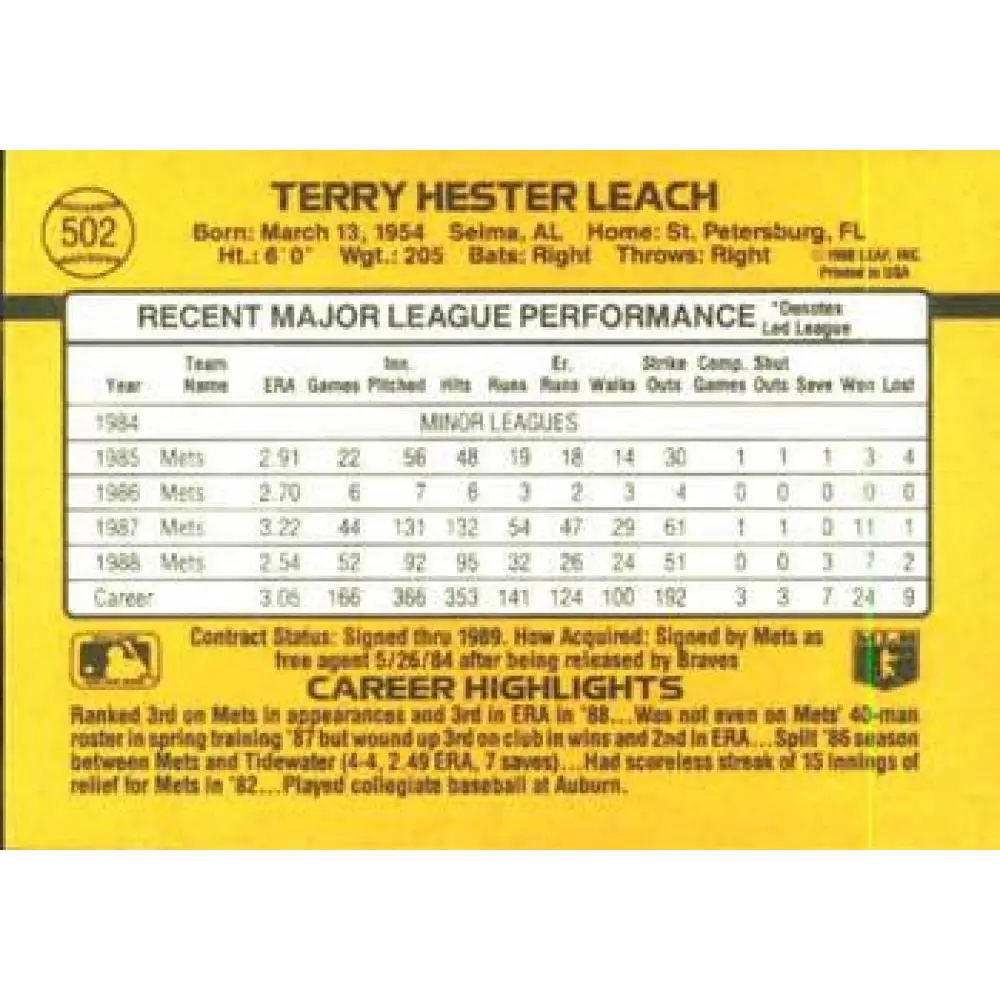 502
TERRY HESTER LEACH
Born: March 13, 1954 Selma, AL Home: St. Petersburg, FL
Ht.: 6'0" Wgt.: 205 Bats: Right Throws: Right
© 1988 LEAF, INC.
Printed in USA
RECENT MAJOR LEAGUE PERFORMANCE *Denotes Led League
Year Team Name ERA Games Inn. Pitched Hits Runs Er. Runs Walks Strike Outs Comp. Games Shut Outs Save Won Lost
1984 MINOR LEAGUES
1985 Mets 2.91 22 56 48 19 18 14 30 1 1 1 3 4
1986 Mets 2.70 6 7 6 3 2 3 4 0 0 0 0 0
1987 Mets 3.22 44 131 132 54 47 29 61 1 1 0 11 1
1988 Mets 2.54 52 92 95 32 26 24 51 0 0 3 7 2
Career 3.05 166 366 353 141 124 100 192 3 3 7 24 9
Contract Status: Signed thru 1989. How Acquired: Signed by Mets as
free agent 5/26/84 after being released by Braves
CAREER HIGHLIGHTS
Ranked 3rd on Mets in appearances and 3rd in ERA in '88...Was not even on Mets' 40-man
roster in spring training '87 but wound up 3rd on club in wins and 2nd in ERA...Split '86 season
between Mets and Tidewater (4-4, 2.49 ERA, 7 saves)...Had scoreless streak of 15 innings of
relief for Mets in '82...Played collegiate baseball at Auburn.